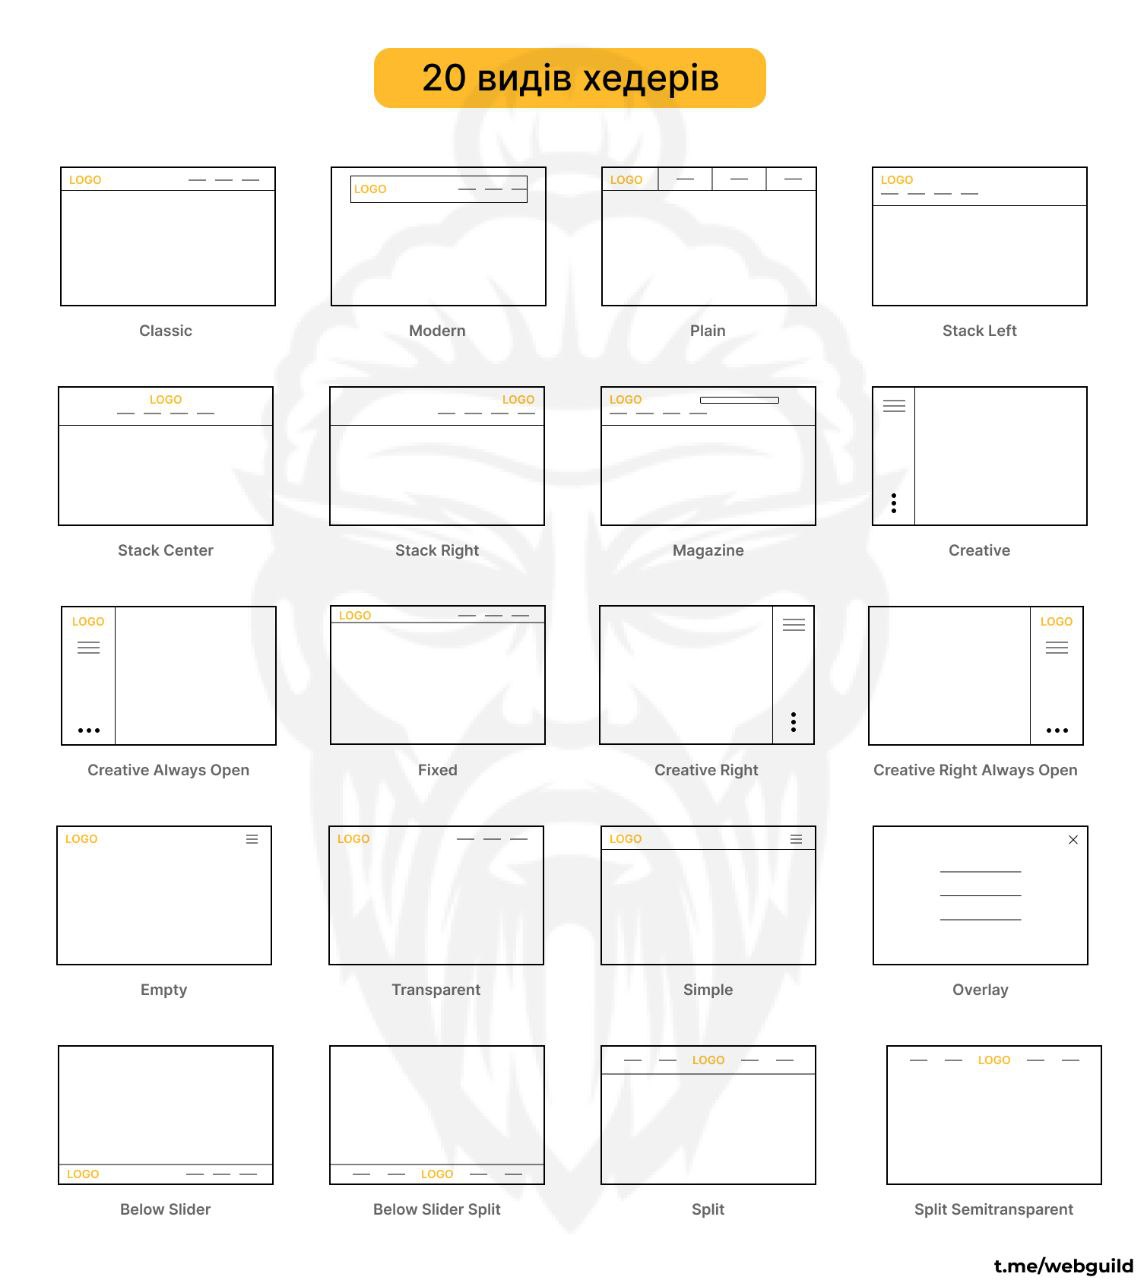 20 видів хедерів
LOGO
LOGO
LOGO
LOGO
Classic
Modern
Plain
Stack Left
LOGO
LOGO
LOGO
Stack Center
Stack Right
Magazine
Creative
LOGO
LOGO
LOGO
Creative Always Open
Fixed
Creative Right
Creative Right Always Open
LOGO
LOGO
LOGO
Empty
Transparent
Simple
Overlay
LOGO
LOGO
LOGO
LOGO
Below Slider
Below Slider Split
Split
Split Semitransparent
t.me/webguild